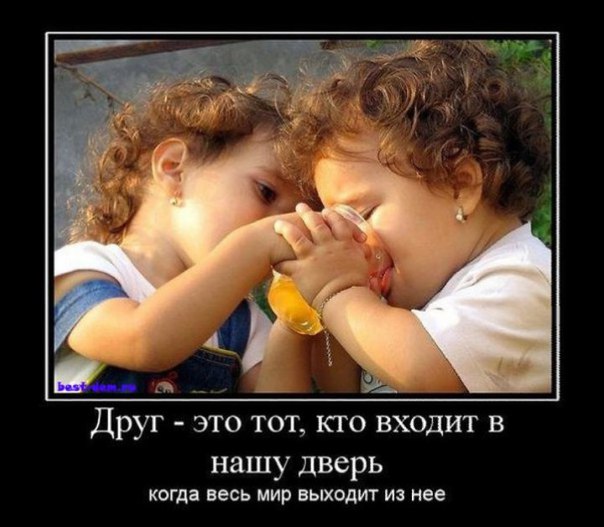 best-dem.ru
Друг - это тот, кто входит в
нашу дверь
когда весь мир выходит из нее